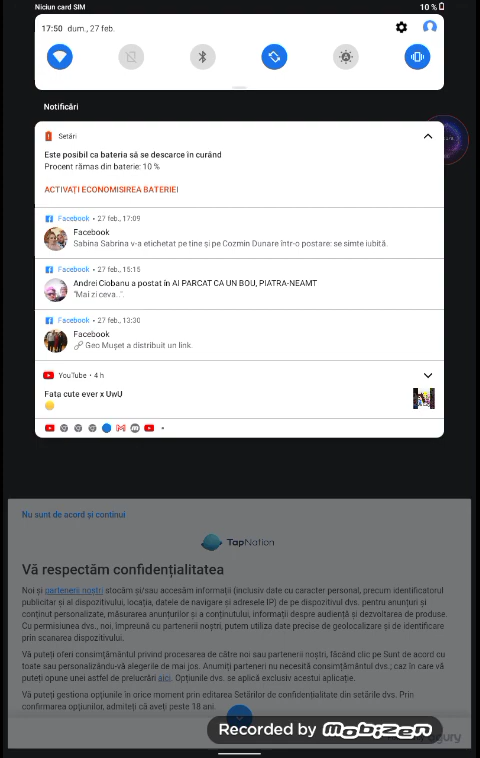 Niciun card SIM
10 %
17:50 dum., 27 feb.
Notificări
Setări
Este posibil ca bateria să se descarce în curând
Procent rămas din baterie: 10 %
ACTIVAȚI ECONOMISIREA BATERIEI
Facebook • 27 feb., 17:09
Facebook
Sabina Sabrina v-a etichetat pe tine și pe Cozmin Dunare într-o postare: se simte iubită.
Facebook • 27 feb., 15:15
Andrei Ciobanu a postat în AI PARCAT CA UN BOU, PIATRA-NEAMT
"Mai zi ceva..".
Facebook • 27 feb., 13:30
Facebook
Geo Mușet a distribuit un link.
YouTube • 4 h
Fata cute ever x UwU
Nu sunt de acord și continui
TapNation
Vă respectăm confidențialitatea
Noi și partenerii noștri stocăm și/sau accesăm informații (inclusiv date cu caracter personal, precum identificatorul
publicitar și al dispozitivului, locația, datele de navigare și adresele IP) de pe dispozitivul dvs. pentru anunțuri și
conținut personalizate, măsurarea anunțurilor și a conținutului, informații despre audiență și dezvoltarea de produse.
Cu permisiunea dvs., noi, împreună cu partenerii noștri, putem utiliza date precise de geolocalizare și de identificare
prin scanarea dispozitivului.
Vă puteți oferi consimțământul privind procesarea de către noi sau partenerii noștri, făcând clic pe Sunt de acord cu
toate sau personalizându-vă alegerile de mai jos. Anumiți parteneri nu necesită consimțământul dvs.; caz în care vă
puteți opune unei astfel de prelucrări aici. Opțiunile dvs. se aplică exclusiv acestui aplicație.
Vă puteți gestiona opțiunile în orice moment prin editarea Setărilor de confidențialitate din setările dvs. Prin
confirmarea opțiunilor, admiteți că aveți peste 18 ani.
Recorded by Mobizen